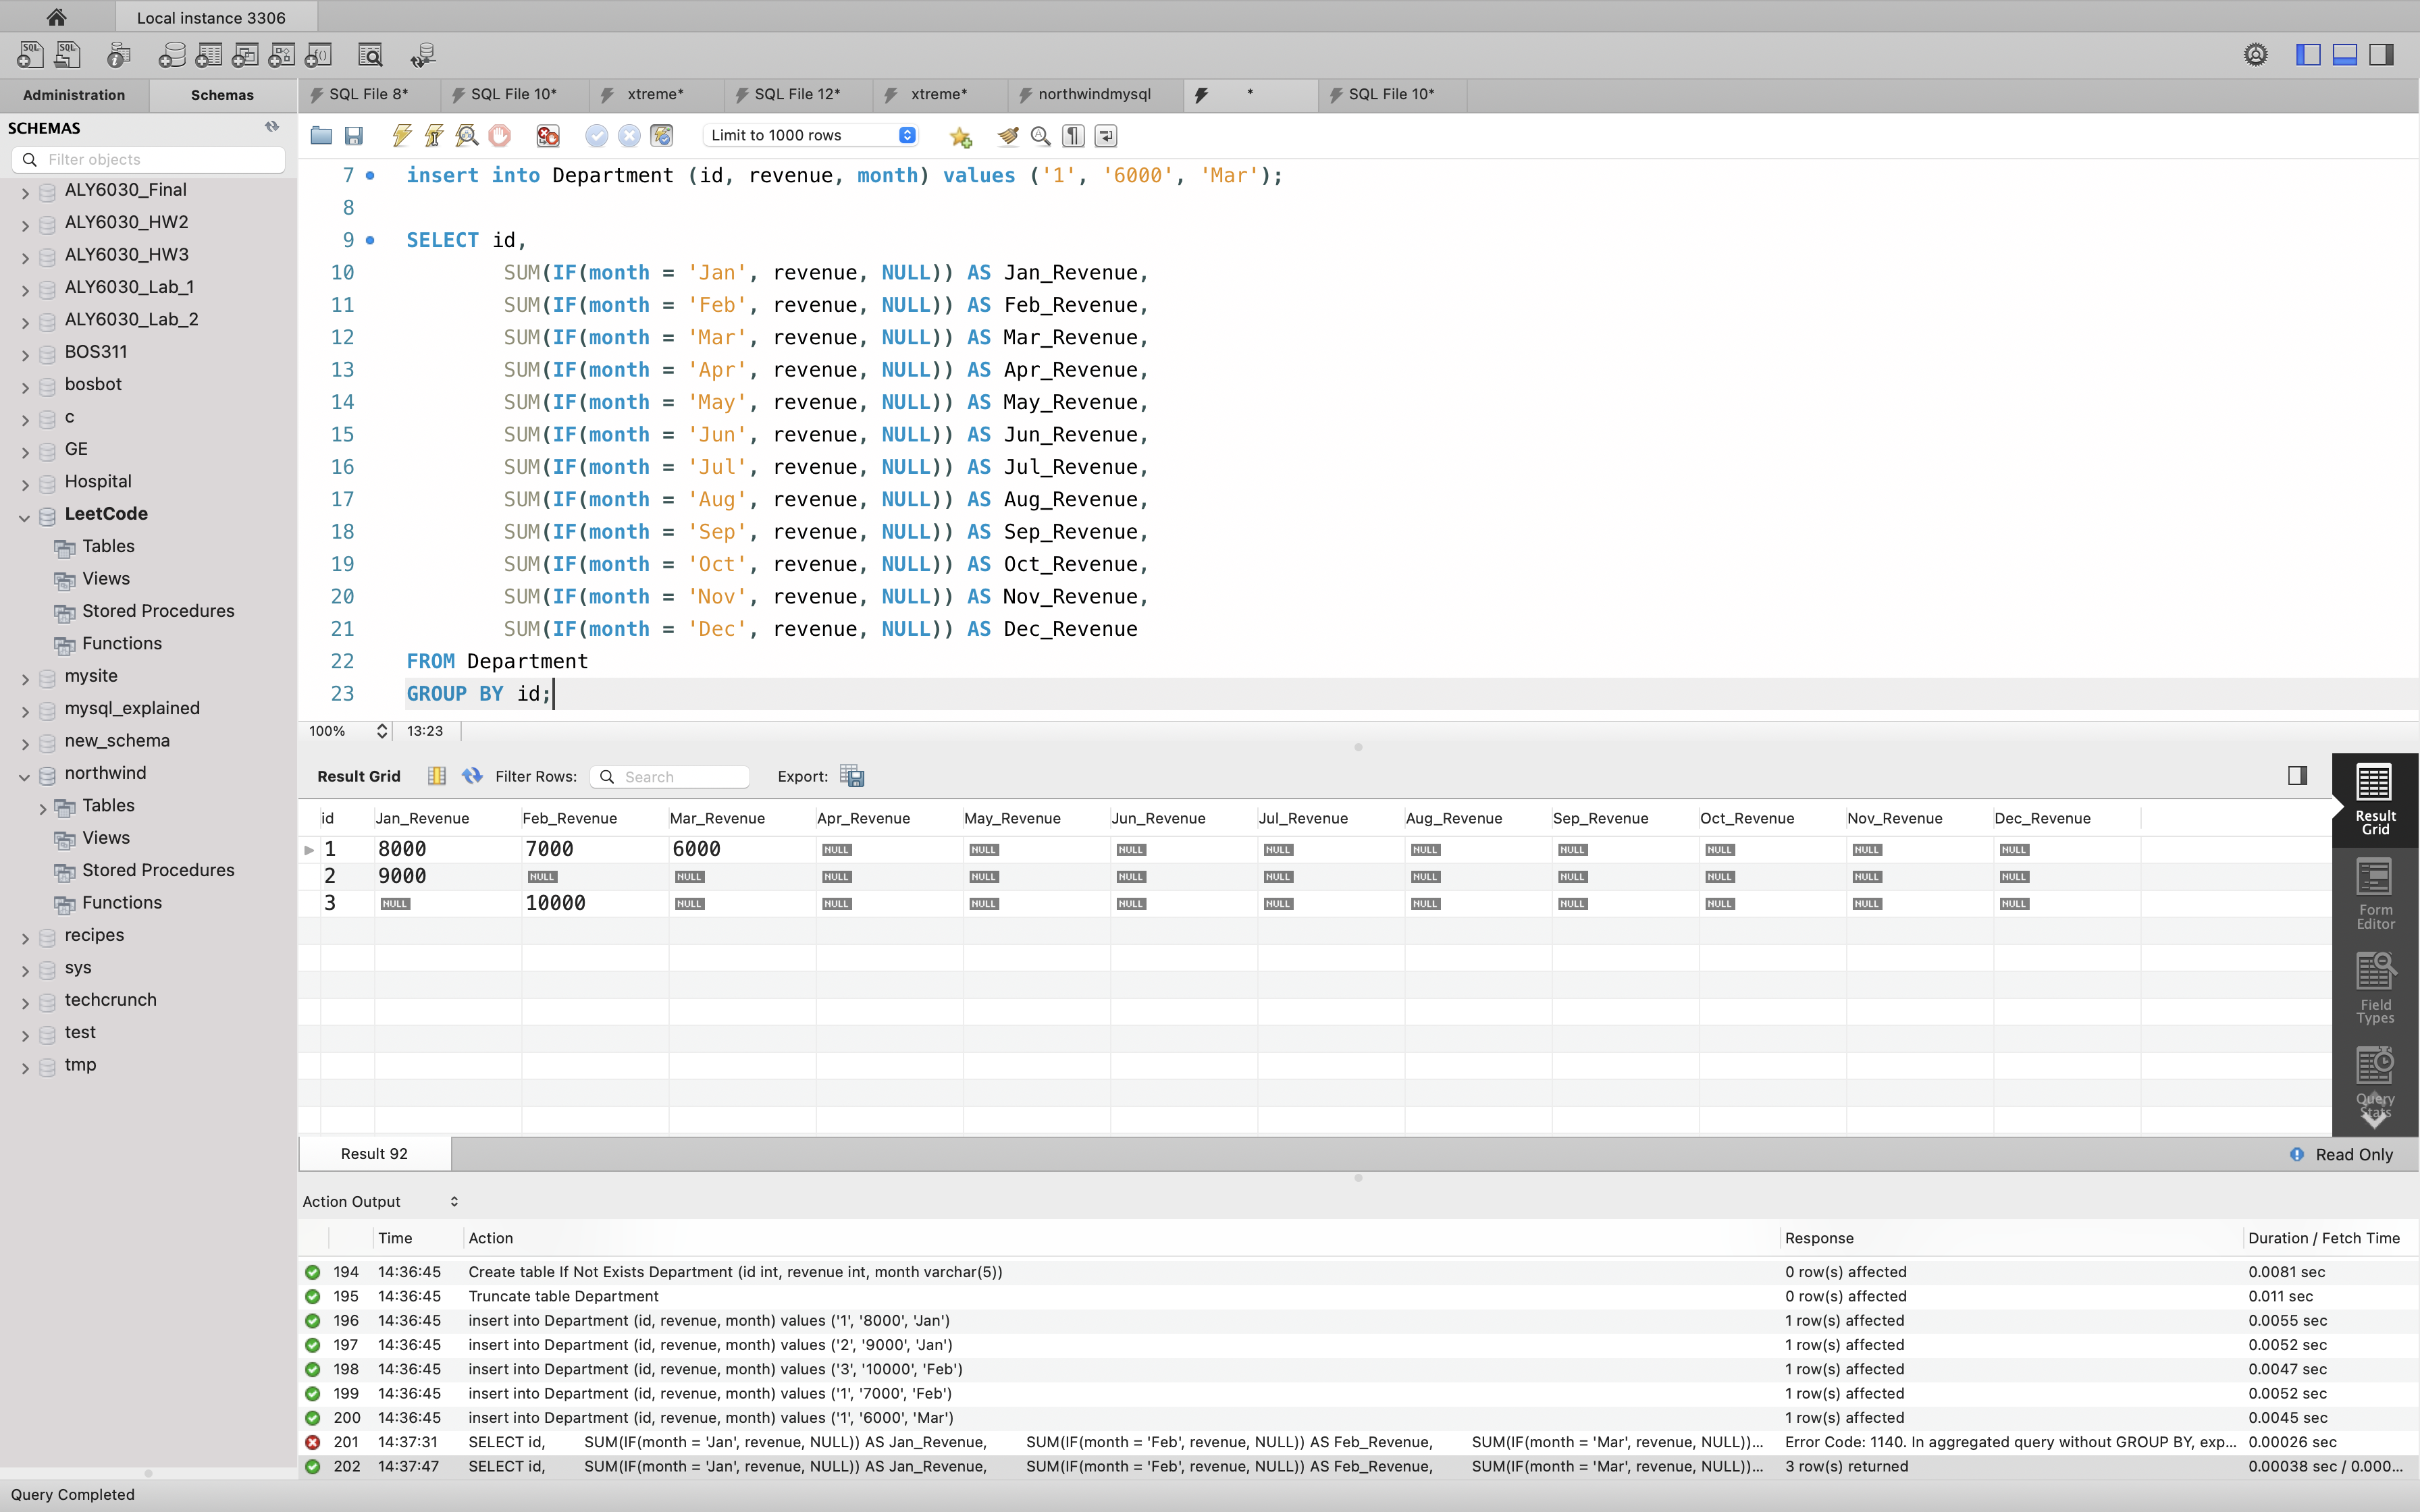 Local instance 3306
Administration Schemas SQL File 8* SQL File 10* xtreme* SQL File 12* xtreme* northwindmysql * SQL File 10*
SCHEMAS
Filter objects
ALY6030_Final
ALY6030_HW2
ALY6030_HW3
ALY6030_Lab_1
ALY6030_Lab_2
BOS311
bosbot
c
GE
Hospital
LeetCode
Tables
Views
Stored Procedures
Functions
mysite
mysql_explained
new_schema
northwind
Tables
Views
Stored Procedures
Functions
recipes
sys
techcrunch
test
tmp
Limit to 1000 rows
7 insert into Department (id, revenue, month) values ('1', '6000', 'Mar');
8
9 SELECT id,
10 SUM(IF(month = 'Jan', revenue, NULL)) AS Jan_Revenue,
11 SUM(IF(month = 'Feb', revenue, NULL)) AS Feb_Revenue,
12 SUM(IF(month = 'Mar', revenue, NULL)) AS Mar_Revenue,
13 SUM(IF(month = 'Apr', revenue, NULL)) AS Apr_Revenue,
14 SUM(IF(month = 'May', revenue, NULL)) AS May_Revenue,
15 SUM(IF(month = 'Jun', revenue, NULL)) AS Jun_Revenue,
16 SUM(IF(month = 'Jul', revenue, NULL)) AS Jul_Revenue,
17 SUM(IF(month = 'Aug', revenue, NULL)) AS Aug_Revenue,
18 SUM(IF(month = 'Sep', revenue, NULL)) AS Sep_Revenue,
19 SUM(IF(month = 'Oct', revenue, NULL)) AS Oct_Revenue,
20 SUM(IF(month = 'Nov', revenue, NULL)) AS Nov_Revenue,
21 SUM(IF(month = 'Dec', revenue, NULL)) AS Dec_Revenue
22 FROM Department
23 GROUP BY id;
100% 13:23
Result Grid Filter Rows: Search Export:
id Jan_Revenue Feb_Revenue Mar_Revenue Apr_Revenue May_Revenue Jun_Revenue Jul_Revenue Aug_Revenue Sep_Revenue Oct_Revenue Nov_Revenue Dec_Revenue
1 8000 7000 6000 NULL NULL NULL NULL NULL NULL NULL NULL NULL
2 9000 NULL NULL NULL NULL NULL NULL NULL NULL NULL NULL NULL
3 NULL 10000 NULL NULL NULL NULL NULL NULL NULL NULL NULL NULL
Result
Grid
Form
Editor
Field
Types
Query
Stats
Result 92 Read Only
Action Output
Time Action Response Duration / Fetch Time
194 14:36:45 Create table If Not Exists Department (id int, revenue int, month varchar(5)) 0 row(s) affected 0.0081 sec
195 14:36:45 Truncate table Department 0 row(s) affected 0.011 sec
196 14:36:45 insert into Department (id, revenue, month) values ('1', '8000', 'Jan') 1 row(s) affected 0.0055 sec
197 14:36:45 insert into Department (id, revenue, month) values ('2', '9000', 'Jan') 1 row(s) affected 0.0052 sec
198 14:36:45 insert into Department (id, revenue, month) values ('3', '10000', 'Feb') 1 row(s) affected 0.0047 sec
199 14:36:45 insert into Department (id, revenue, month) values ('1', '7000', 'Feb') 1 row(s) affected 0.0052 sec
200 14:36:45 insert into Department (id, revenue, month) values ('1', '6000', 'Mar') 1 row(s) affected 0.0045 sec
201 14:37:31 SELECT id, SUM(IF(month = 'Jan', revenue, NULL)) AS Jan_Revenue, SUM(IF(month = 'Feb', revenue, NULL)) AS Feb_Revenue, SUM(IF(month = 'Mar', revenue, NULL))... Error Code: 1140. In aggregated query without GROUP BY, exp... 0.00026 sec
202 14:37:47 SELECT id, SUM(IF(month = 'Jan', revenue, NULL)) AS Jan_Revenue, SUM(IF(month = 'Feb', revenue, NULL)) AS Feb_Revenue, SUM(IF(month = 'Mar', revenue, NULL))... 3 row(s) returned 0.00038 sec / 0.000...
Query Completed